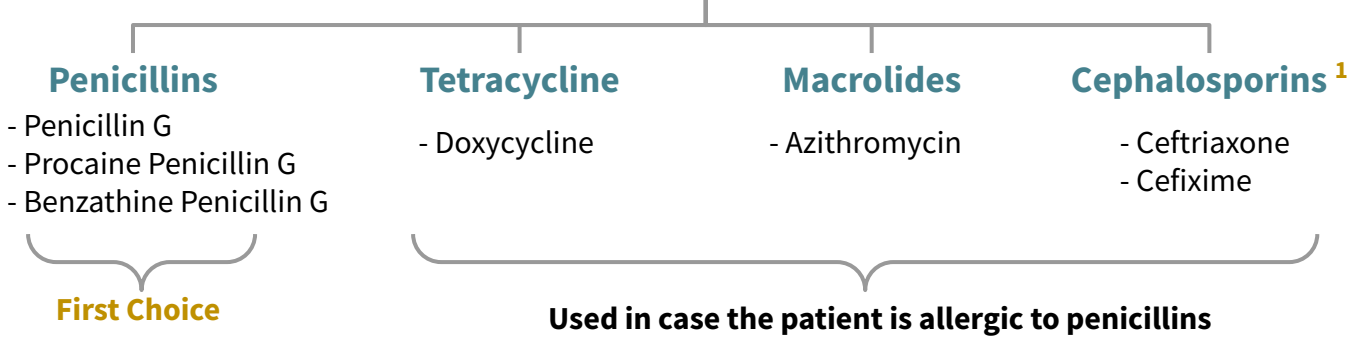 Penicillins
- Penicillin G
- Procaine Penicillin G
- Benzathine Penicillin G
First Choice
Tetracycline
- Doxycycline
Macrolides
- Azithromycin
Cephalosporins 1
- Ceftriaxone
- Cefixime
Used in case the patient is allergic to penicillins